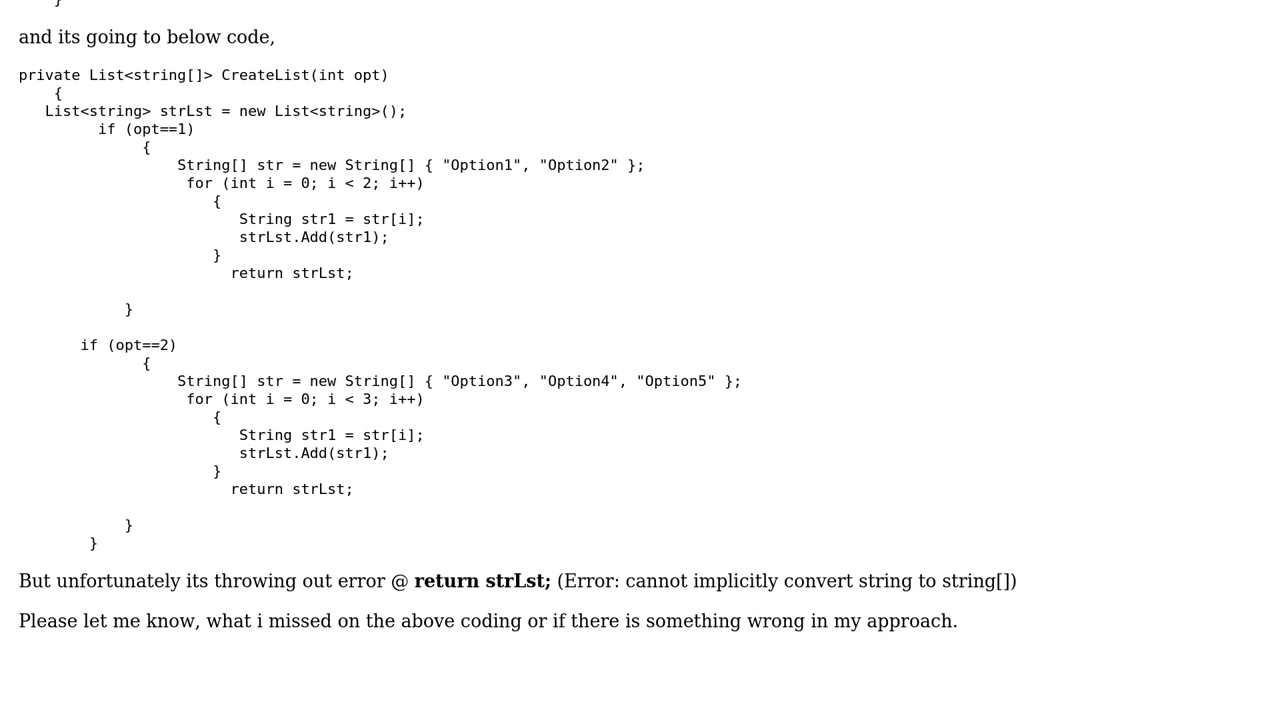 }
and its going to below code,
private List<string[]> CreateList(int opt)
    {
   List<string> strLst = new List<string>();
         if (opt==1)
              {
                  String[] str = new String[] { "Option1", "Option2" };
                   for (int i = 0; i < 2; i++)
                      {
                         String str1 = str[i];
                         strLst.Add(str1);
                      }
                        return strLst;
            }
       if (opt==2)
              {
                  String[] str = new String[] { "Option3", "Option4", "Option5" };
                   for (int i = 0; i < 3; i++)
                      {
                         String str1 = str[i];
                         strLst.Add(str1);
                      }
                        return strLst;
            }
        }
But unfortunately its throwing out error @ return strLst; (Error: cannot implicitly convert string to string[])
Please let me know, what i missed on the above coding or if there is something wrong in my approach.